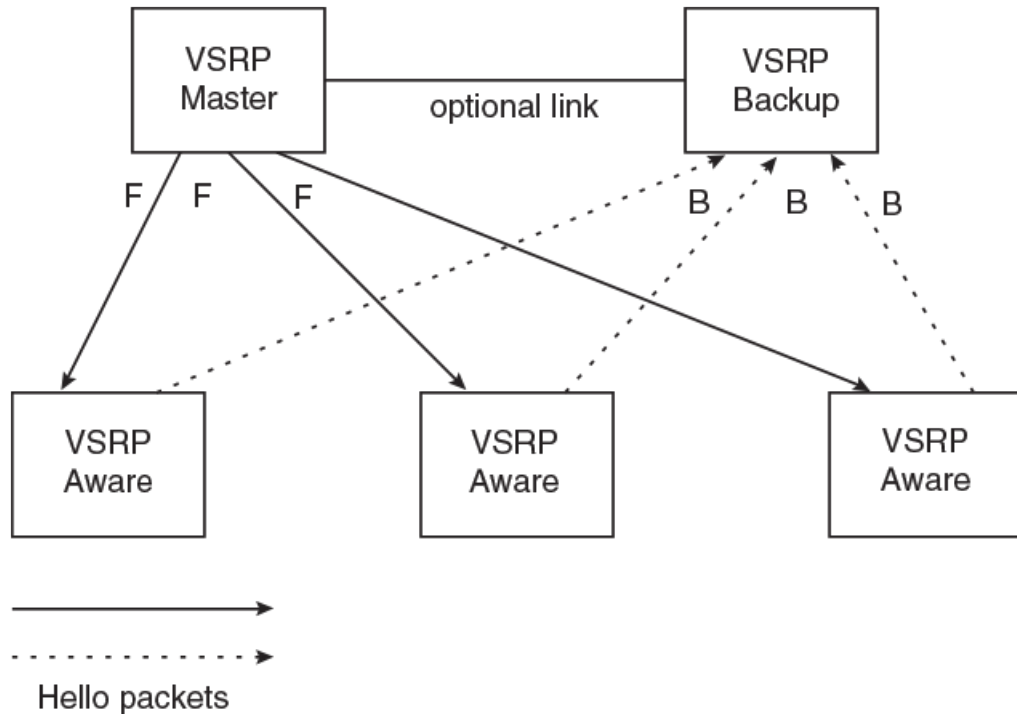 VSRP
Master
VSRP
Backup
optional link
F
F
F
B
B
B
VSRP
Aware
VSRP
Aware
VSRP
Aware
Hello packets